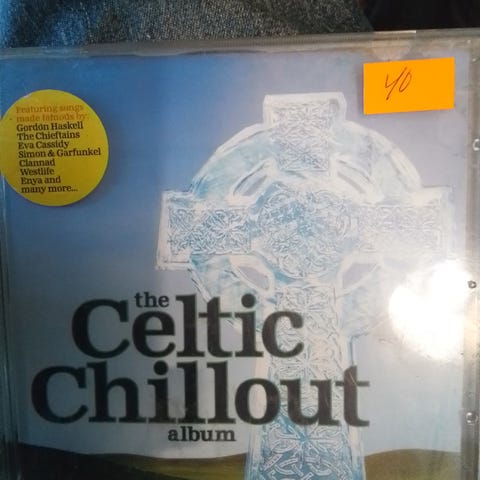 Featuring songs
made famous by:
Gordon Haskell
The Chieftains
Eva Cassidy
Simon & Garfunkel
Clannad
Westlife
Enya and
many more...
40
the
Celtic
Chillout
album